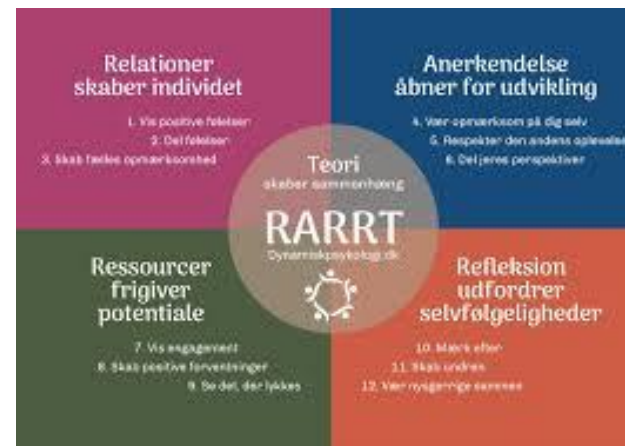 Relationer
skaber individet
1. Vis positive følelser
2. Del følelser
3. Skab fælles opmærksomhed
Anerkendelse
åbner for udvikling
4. Vær opmærksom på dig selv
5. Respekter den andens oplevelse
6. Del jeres perspektiver
Teori
skaber sammenhæng
RARRT
Dynamiskpsykologi.dk
Ressourcer
frigiver
potentiale
7. Vis engagement
8. Skab positive forventninger
9. Se det, der lykkes
Refleksion
udfordrer
selvfølgeligheder
10. Mærk efter
11. Skab undren
12. Vær nysgerrige sammen